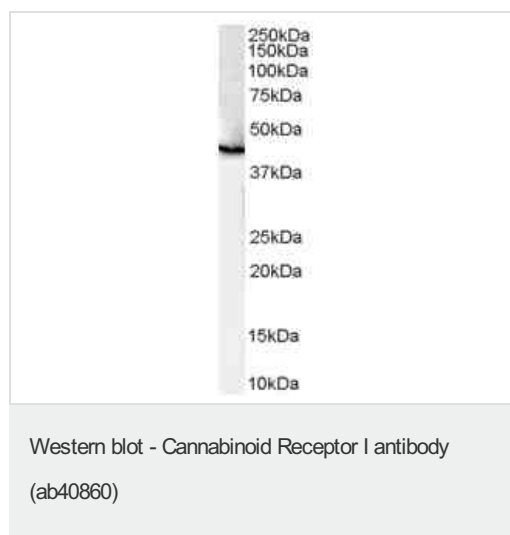 250kDa
150kDa
100kDa
75kDa
50kDa
37kDa
25kDa
20kDa
15kDa
10kDa
Western blot - Cannabinoid Receptor I antibody
(ab40860)